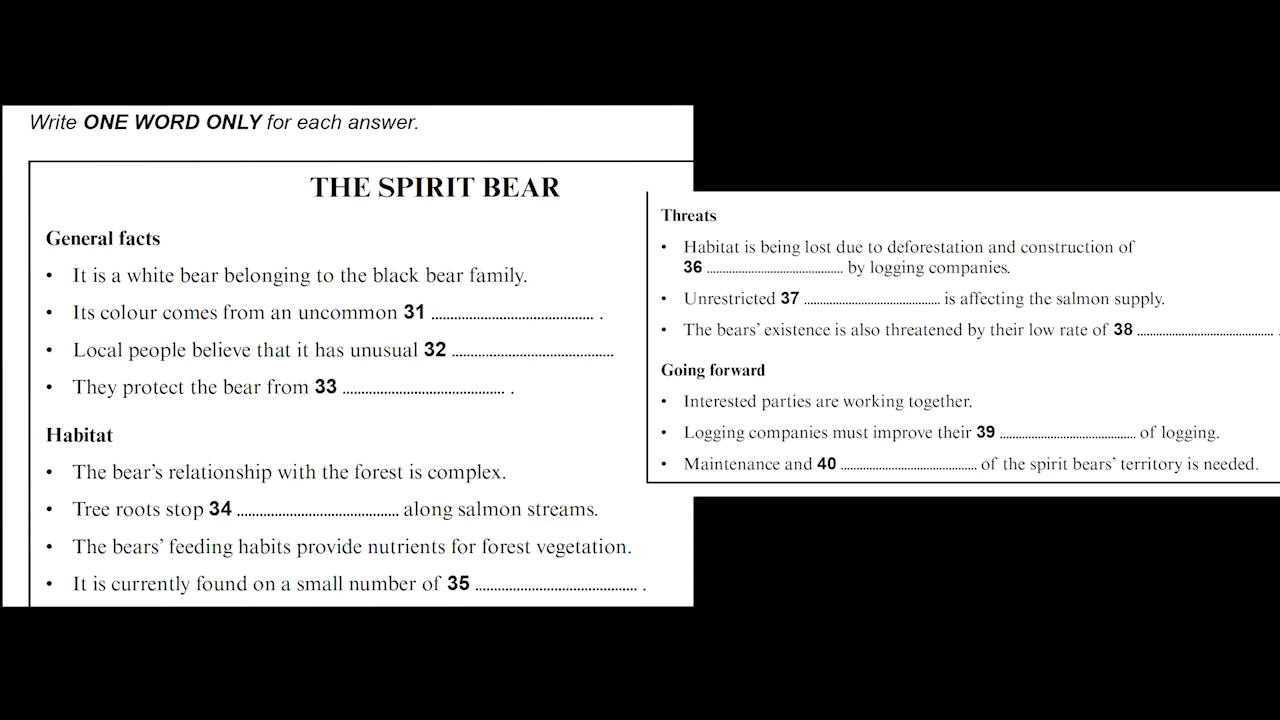 Write ONE WORD ONLY for each answer.
THE SPIRIT BEAR
General facts
• It is a white bear belonging to the black bear family.
• Its colour comes from an uncommon 31 ........................................ .
• Local people believe that it has unusual 32 ........................................
• They protect the bear from 33 ........................................ .
Habitat
• The bear's relationship with the forest is complex.
• Tree roots stop 34 ........................................ along salmon streams.
• The bears' feeding habits provide nutrients for forest vegetation.
• It is currently found on a small number of 35 ........................................ .
Threats
• Habitat is being lost due to deforestation and construction of
36 ........................................ by logging companies.
• Unrestricted 37 ........................................ is affecting the salmon supply.
• The bears' existence is also threatened by their low rate of 38 ........................................ .
Going forward
• Interested parties are working together.
• Logging companies must improve their 39 ........................................ of logging.
• Maintenance and 40 ........................................ of the spirit bears' territory is needed.